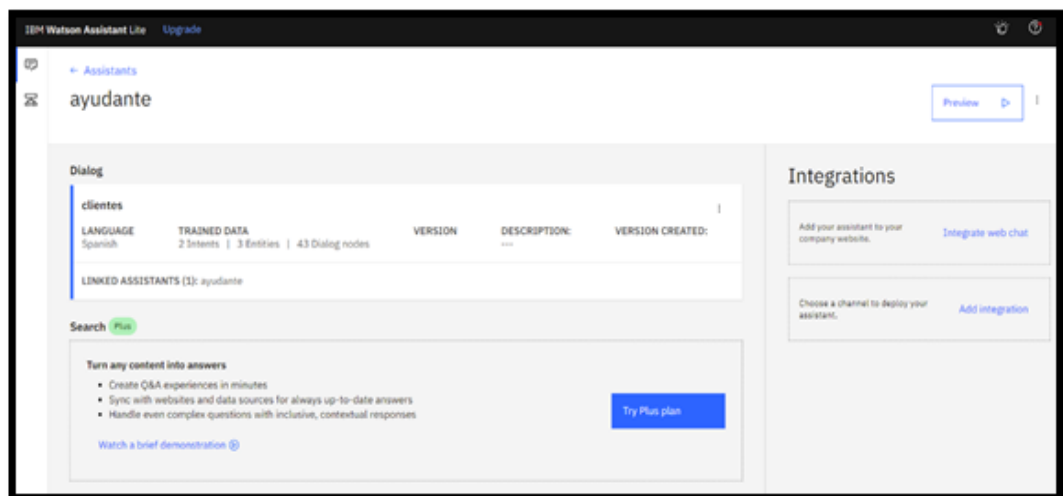 IBM Watson Assistant Lite Upgrade
← Assistants
ayudante
Preview
Dialog
clientes
LANGUAGE TRAINED DATA VERSION DESCRIPTION: VERSION CREATED:
Spanish 2 Intents | 3 Entities | 43 Dialog nodes ---
LINKED ASSISTANTS (1): ayudante
Search Plus
Turn any content into answers
• Create Q&A experiences in minutes
• Sync with websites and data sources for always up-to-date answers
• Handle even complex questions with inclusive, contextual responses
Try Plus plan
Watch a brief demonstration
Integrations
Add your assistant to your
company website.
Integrate web chat
Choose a channel to deploy your
assistant.
Add integration